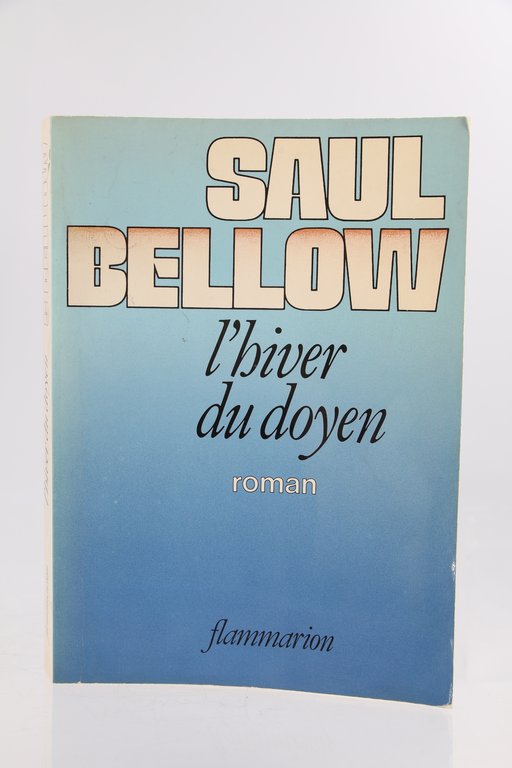 SAUL
BELLOW
l'hiver
du doyen
roman
flammarion